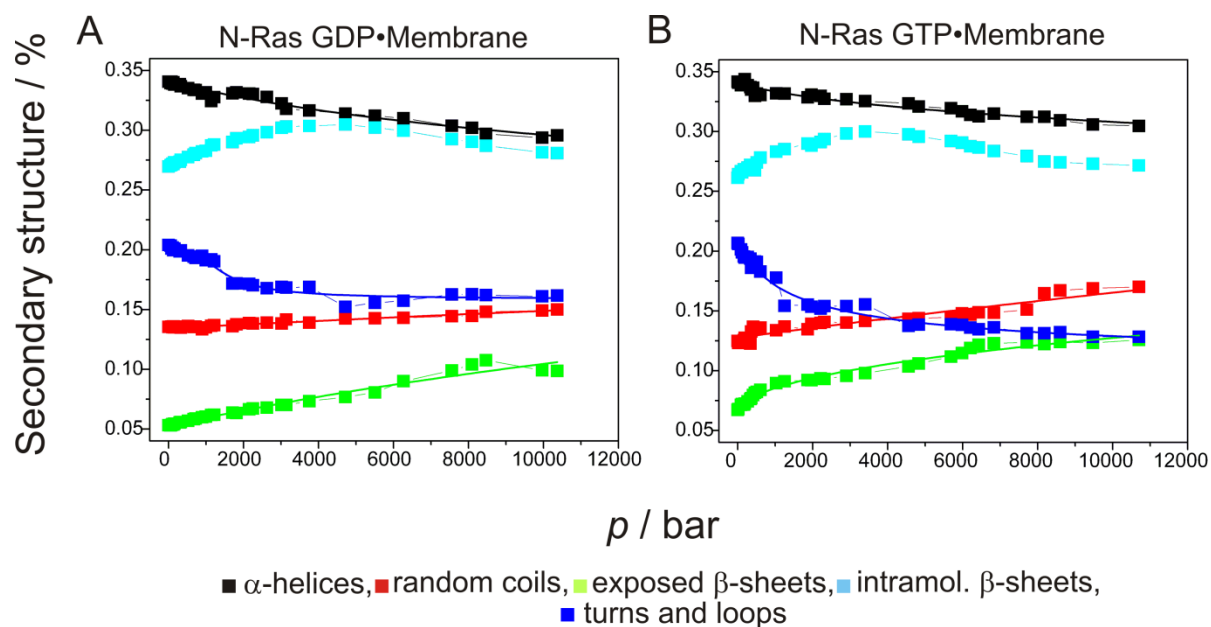 A
N-Ras GDP•Membrane
B
N-Ras GTP•Membrane
Secondary structure / %
0.35
0.30
0.25
0.20
0.15
0.10
0.05
0 2000 4000 6000 8000 10000 12000
0.35
0.30
0.25
0.20
0.15
0.10
0.05
0 2000 4000 6000 8000 10000 12000
p / bar
α-helices, random coils, exposed β-sheets, intramol. β-sheets,
turns and loops